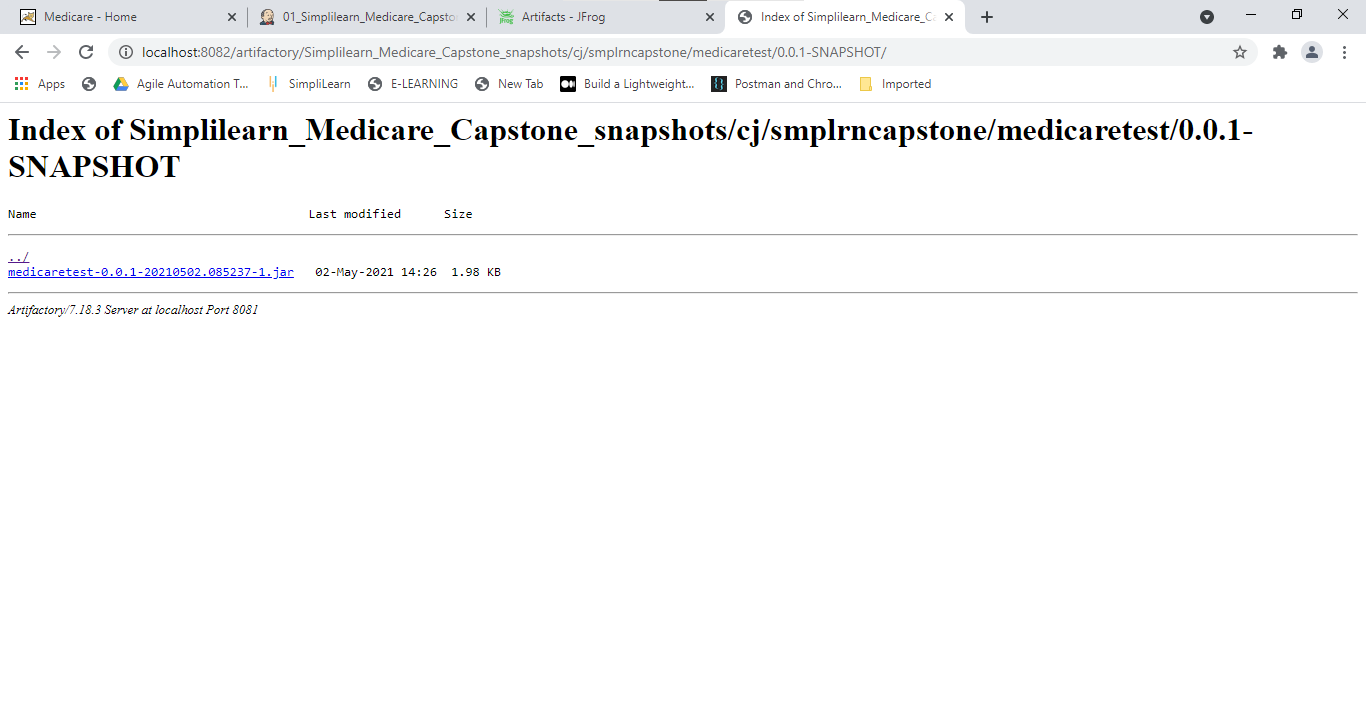 Medicare - Home
01_Simplilearn_Medicare_Capsto
Artifacts - JFrog
Index of Simplilearn_Medicare_Ca
localhost:8082/artifactory/Simplilearn_Medicare_Capstone_snapshots/cj/smplrncapstone/medicaretest/0.0.1-SNAPSHOT/
Apps Agile Automation T... SimpliLearn E-LEARNING New Tab Build a Lightweight... Postman and Chro... Imported
Index of Simplilearn_Medicare_Capstone_snapshots/cj/smplrncapstone/medicaretest/0.0.1-
SNAPSHOT
Name Last modified Size
../
medicaretest-0.0.1-20210502.085237-1.jar 02-May-2021 14:26 1.98 KB
Artifactory/7.18.3 Server at localhost Port 8081